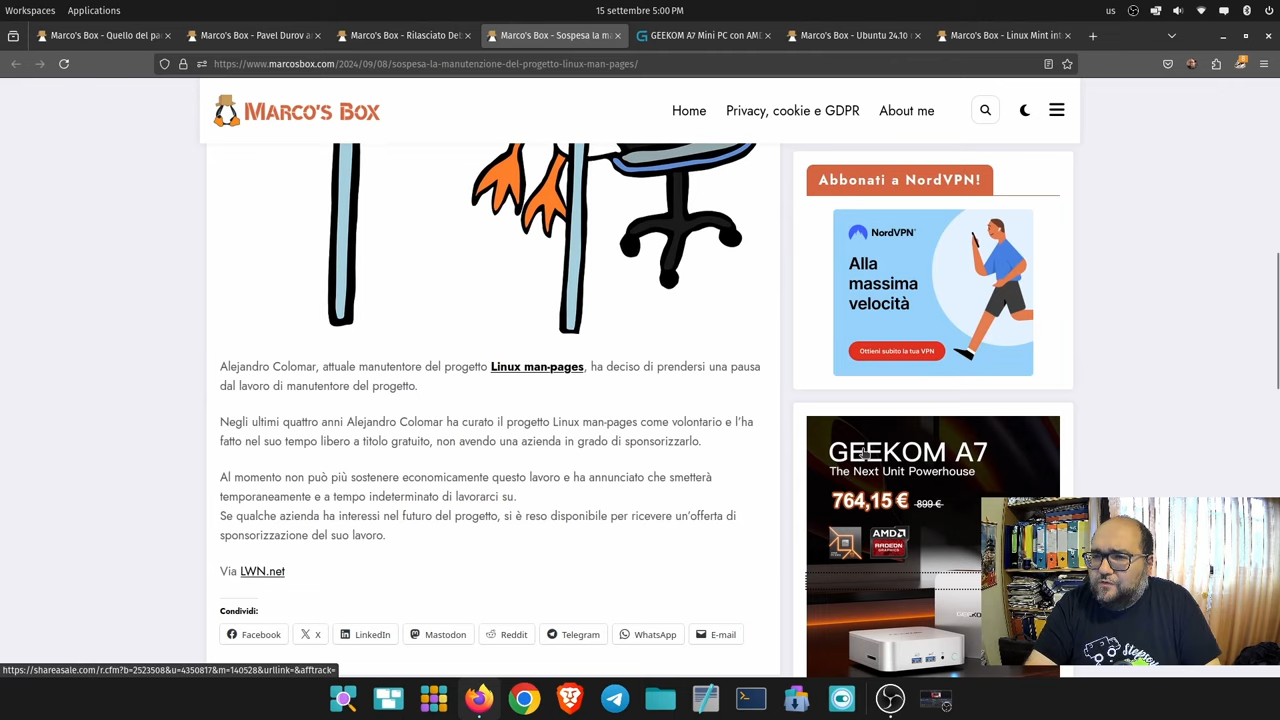 Workspaces Applications 15 settembre 5:00 PM us
Marco's Box - Quello del pa Marco's Box - Pavel Durov a Marco's Box - Rilasciato Del Marco's Box - Sospesa la ma GEEKOM A7 Mini PC con AMD Marco's Box - Ubuntu 24.10 Marco's Box - Linux Mint int
https://www.marcosbox.com/2024/09/08/sospesa-la-manutenzione-del-progetto-linux-man-pages/
MARCO'S BOX Home Privacy, cookie e GDPR About me
Alejandro Colomar, attuale manutentore del progetto Linux man-pages, ha deciso di prendersi una pausa
dal lavoro di manutentore del progetto.
Negli ultimi quattro anni Alejandro Colomar ha curato il progetto Linux man-pages come volontario e l'ha
fatto nel suo tempo libero a titolo gratuito, non avendo una azienda in grado di sponsorizzarlo.
Al momento non può più sostenere economicamente questo lavoro e ha annunciato che smetterà
temporaneamente e a tempo indeterminato di lavorarci su.
Se qualche azienda ha interessi nel futuro del progetto, si è reso disponibile per ricevere un'offerta di
sponsorizzazione del suo lavoro.
Via LWN.net
Condividi:
Facebook X LinkedIn Mastodon Reddit Telegram WhatsApp E-mail
Abbonati a NordVPN!
NordVPN
Alla
massima
velocità
Ottieni subito la tua VPN
GEEKOM A7
The Next Unit Powerhouse
764,15 € 899 €
AMD
RADEON
GRAPHICS
https://shareasale.com/r.cfm?b=2523508&u=4350817&m=140528&urllink=&afftrack=